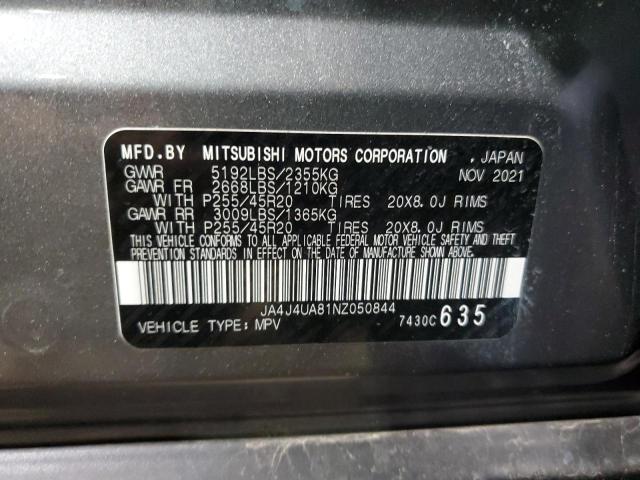 MFD.BY MITSUBISHI MOTORS CORPORATION , JAPAN
GVWR 5192LBS/2355KG NOV 2021
GAWR FR 2668LBS/1210KG
WITH P255/45R20 TIRES 20X8.0J RIMS
GAWR RR 3009LBS/1365KG
WITH P255/45R20 TIRES 20X8.0J RIMS
THIS VEHICLE CONFORMS TO ALL APPLICABLE FEDERAL MOTOR VEHICLE SAFETY AND THEFT
PREVENTION STANDARDS IN EFFECT ON THE DATE OF MANUFACTURE SHOWN ABOVE.
JA4J4UA81NZ050844
VEHICLE TYPE: MPV 7430C 635